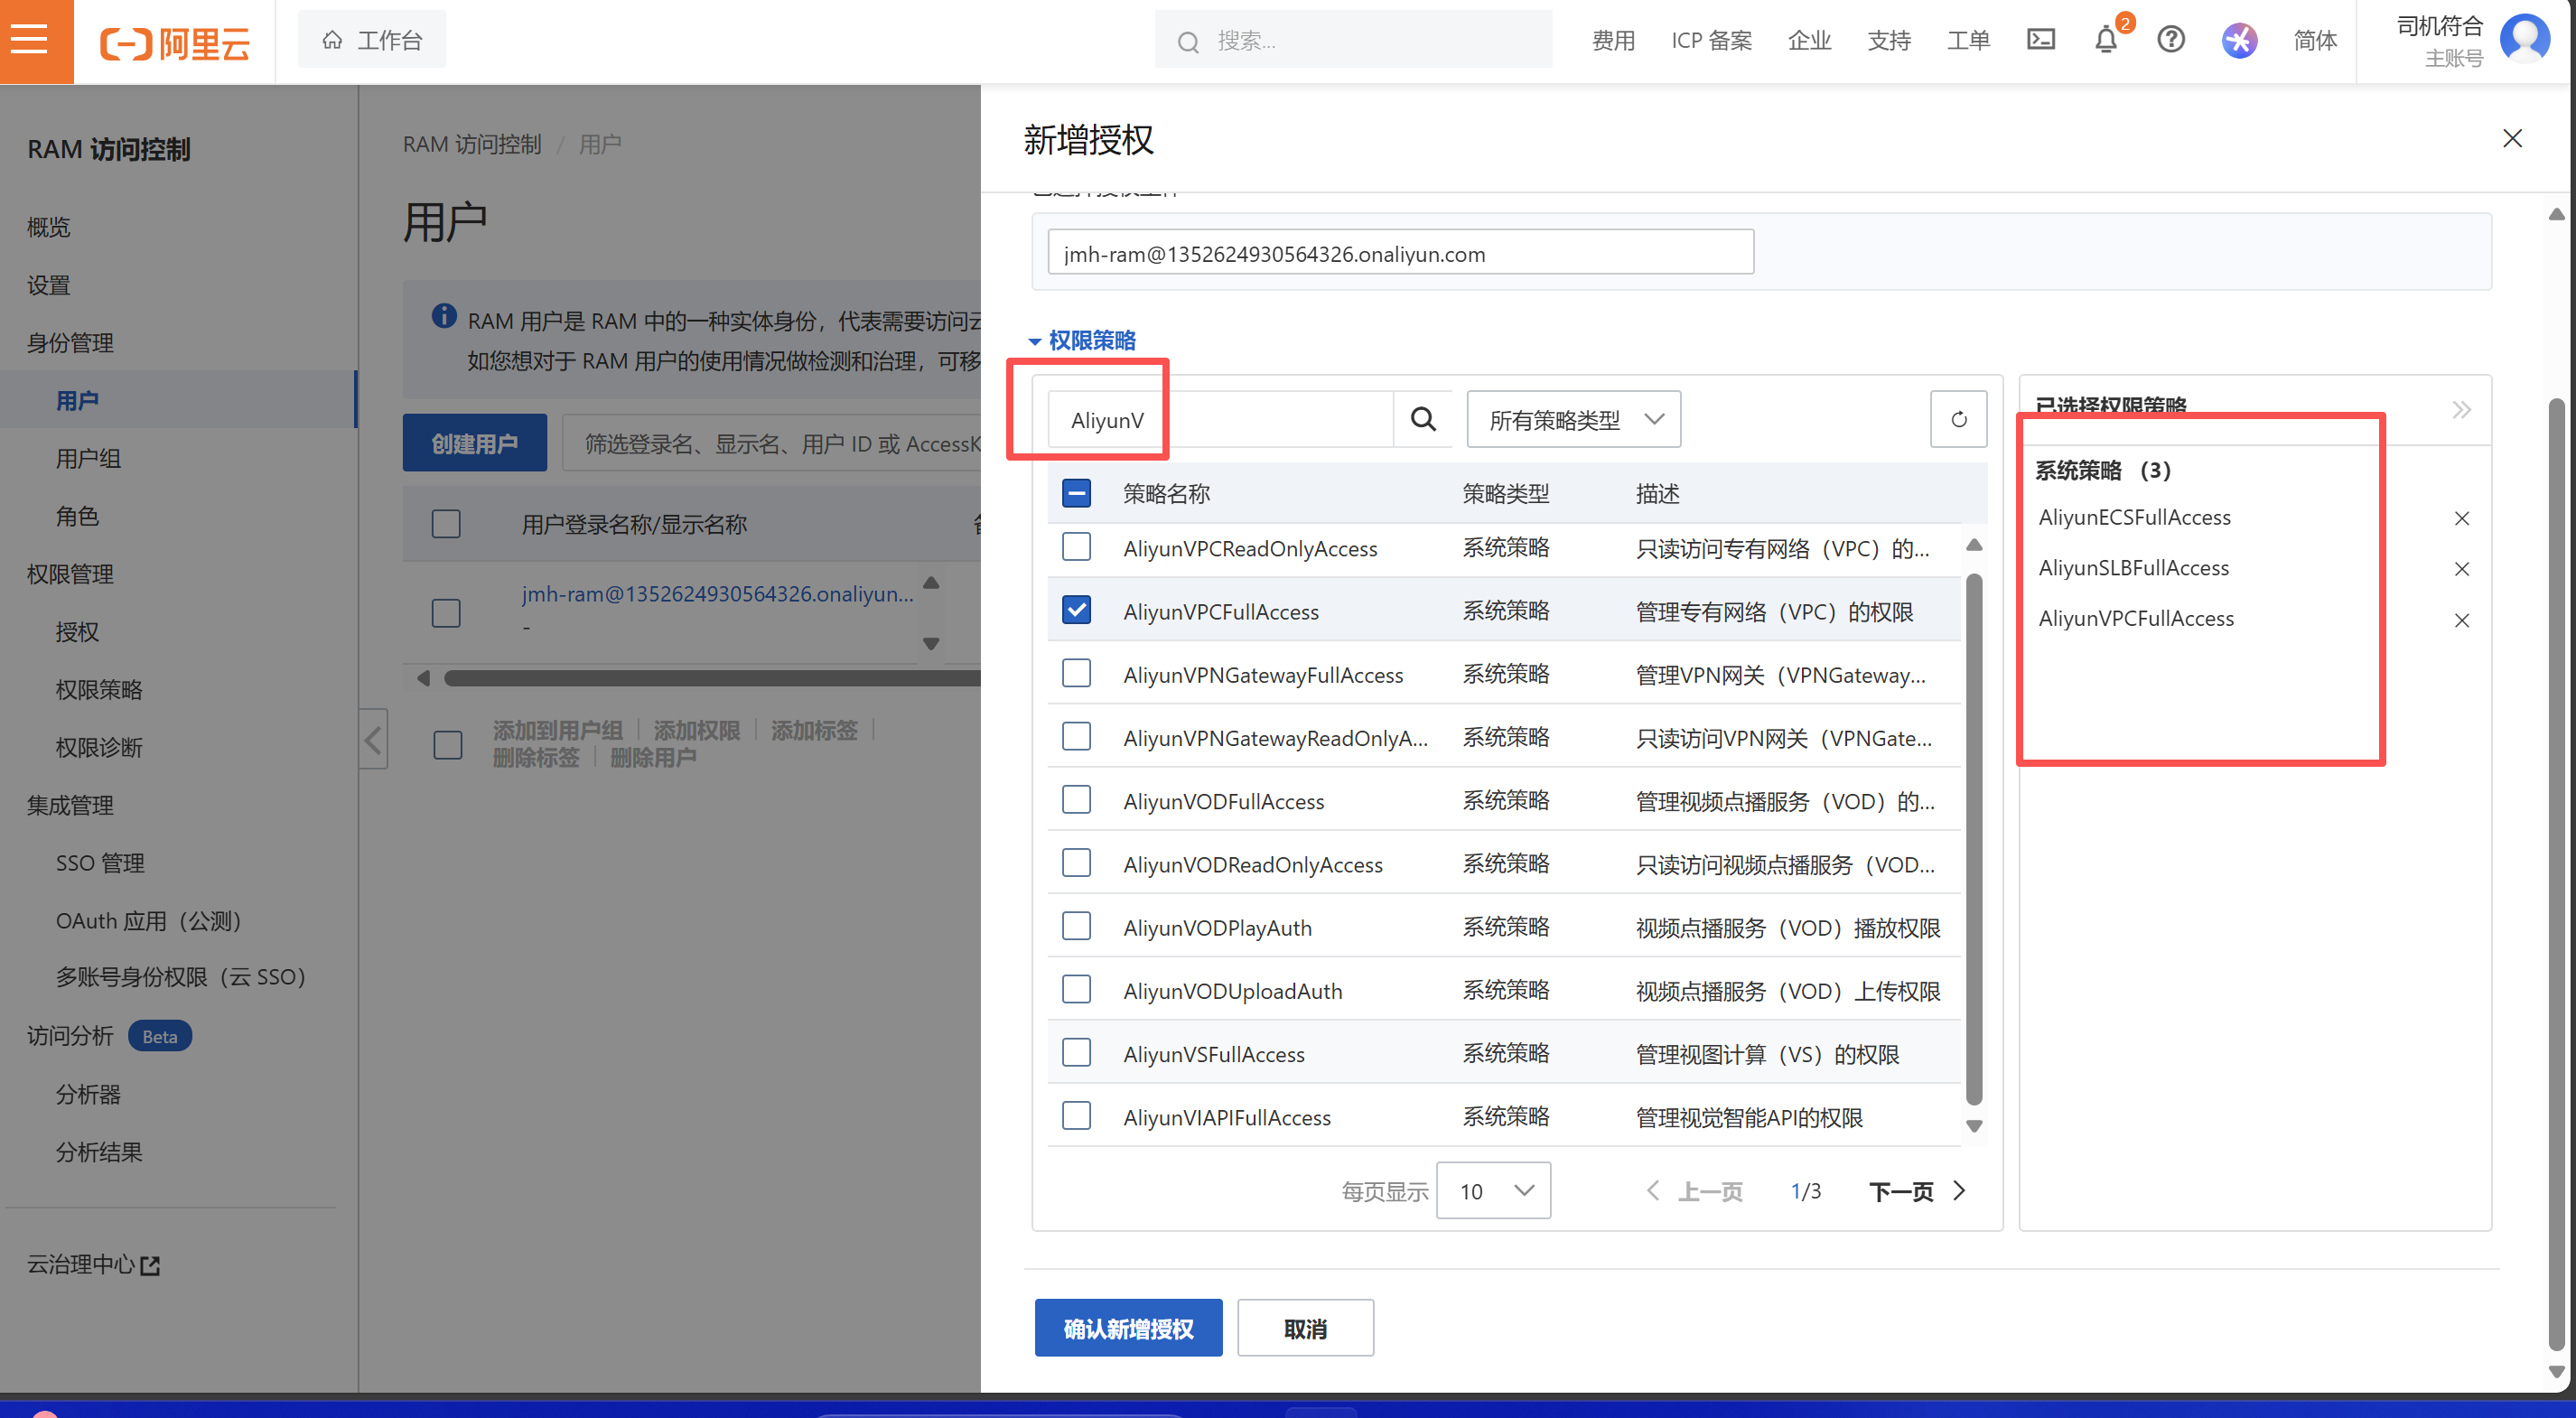 阿里云
工作台
搜索...
费用
ICP 备案
企业
支持
工单
2
简体
司机符合
主账号
RAM 访问控制
概览
设置
身份管理
用户
用户组
角色
权限管理
授权
权限策略
权限诊断
集成管理
SSO 管理
OAuth 应用（公测）
多账号身份权限（云 SSO）
访问分析 Beta
分析器
分析结果
云治理中心
RAM 访问控制 / 用户
用户
RAM 用户是 RAM 中的一种实体身份，代表需要访问云
如您想对于 RAM 用户的使用情况做检测和治理，可移
创建用户
筛选登录名、显示名、用户 ID 或 AccessK
用户登录名称/显示名称
jmh-ram@1352624930564326.onaliyun...
-
添加到用户组 添加权限 添加标签
删除标签 删除用户
新增授权
jmh-ram@1352624930564326.onaliyun.com
权限策略
AliyunV
所有策略类型
策略名称 策略类型 描述
AliyunVPCReadOnlyAccess 系统策略 只读访问专有网络（VPC）的...
AliyunVPCFullAccess 系统策略 管理专有网络（VPC）的权限
AliyunVPNGatewayFullAccess 系统策略 管理VPN网关（VPNGateway...
AliyunVPNGatewayReadOnlyA... 系统策略 只读访问VPN网关（VPNGate...
AliyunVODFullAccess 系统策略 管理视频点播服务（VOD）的...
AliyunVODReadOnlyAccess 系统策略 只读访问视频点播服务（VOD...
AliyunVODPlayAuth 系统策略 视频点播服务（VOD）播放权限
AliyunVODUploadAuth 系统策略 视频点播服务（VOD）上传权限
AliyunVSFullAccess 系统策略 管理视图计算（VS）的权限
AliyunVIAPIFullAccess 系统策略 管理视觉智能API的权限
每页显示 10 上一页 1/3 下一页
已选择权限策略
系统策略 （3）
AliyunECSFullAccess
AliyunSLBFullAccess
AliyunVPCFullAccess
确认新增授权
取消